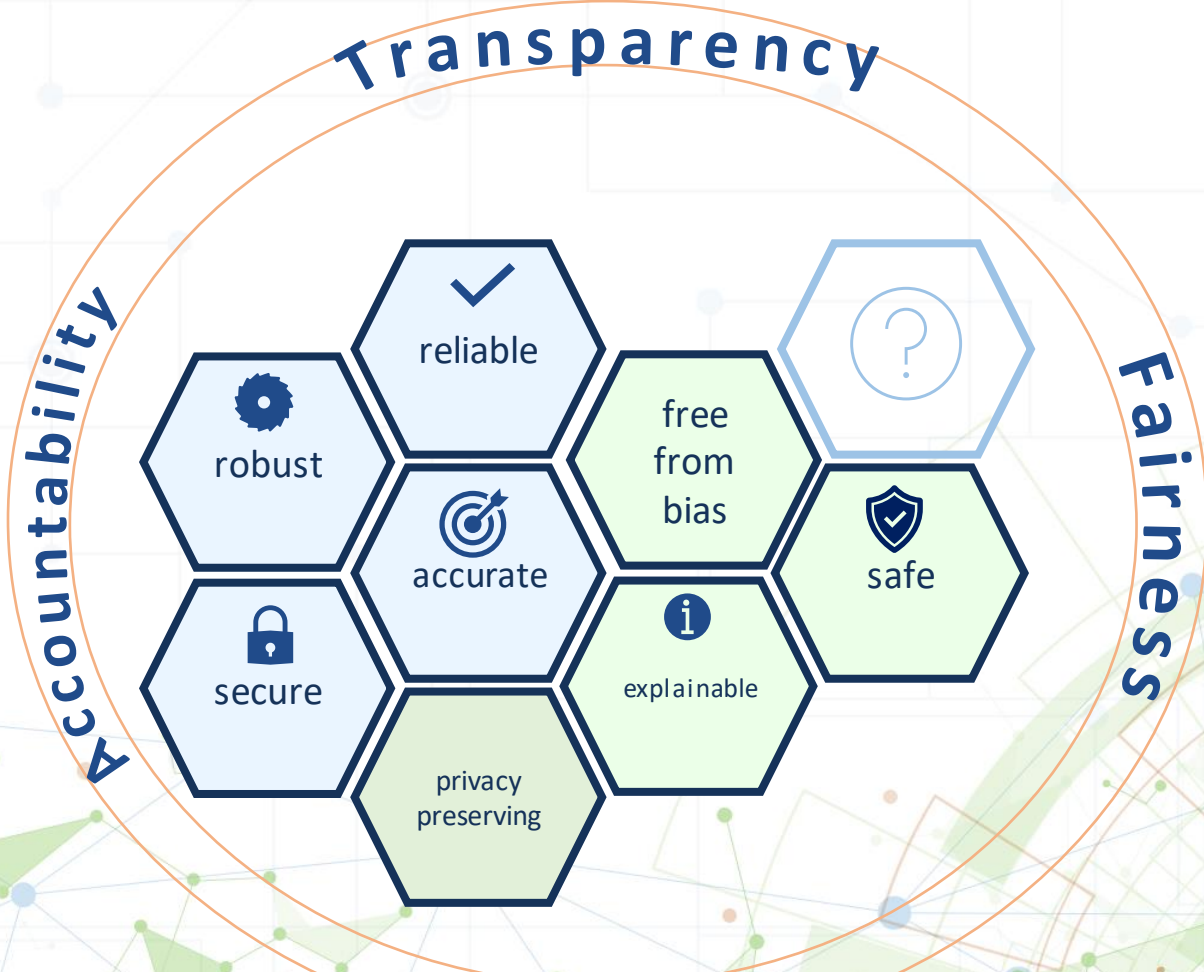 Transparency
Accountability
Fairness
reliable
?
robust
free
from
bias
accurate
safe
secure
i
explainable
privacy
preserving